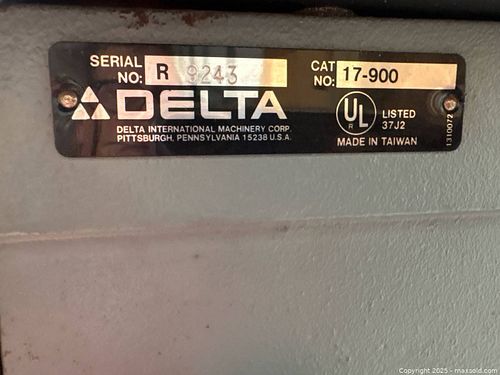 SERIAL NO: R 9243
CAT NO: 17-900
DELTA
DELTA INTERNATIONAL MACHINERY CORP.
PITTSBURGH, PENNSYLVANIA 15238 U.S.A.
UL
R
LISTED
37J2
MADE IN TAIWAN
1310072
Copyright © 2025 - maxsold.com